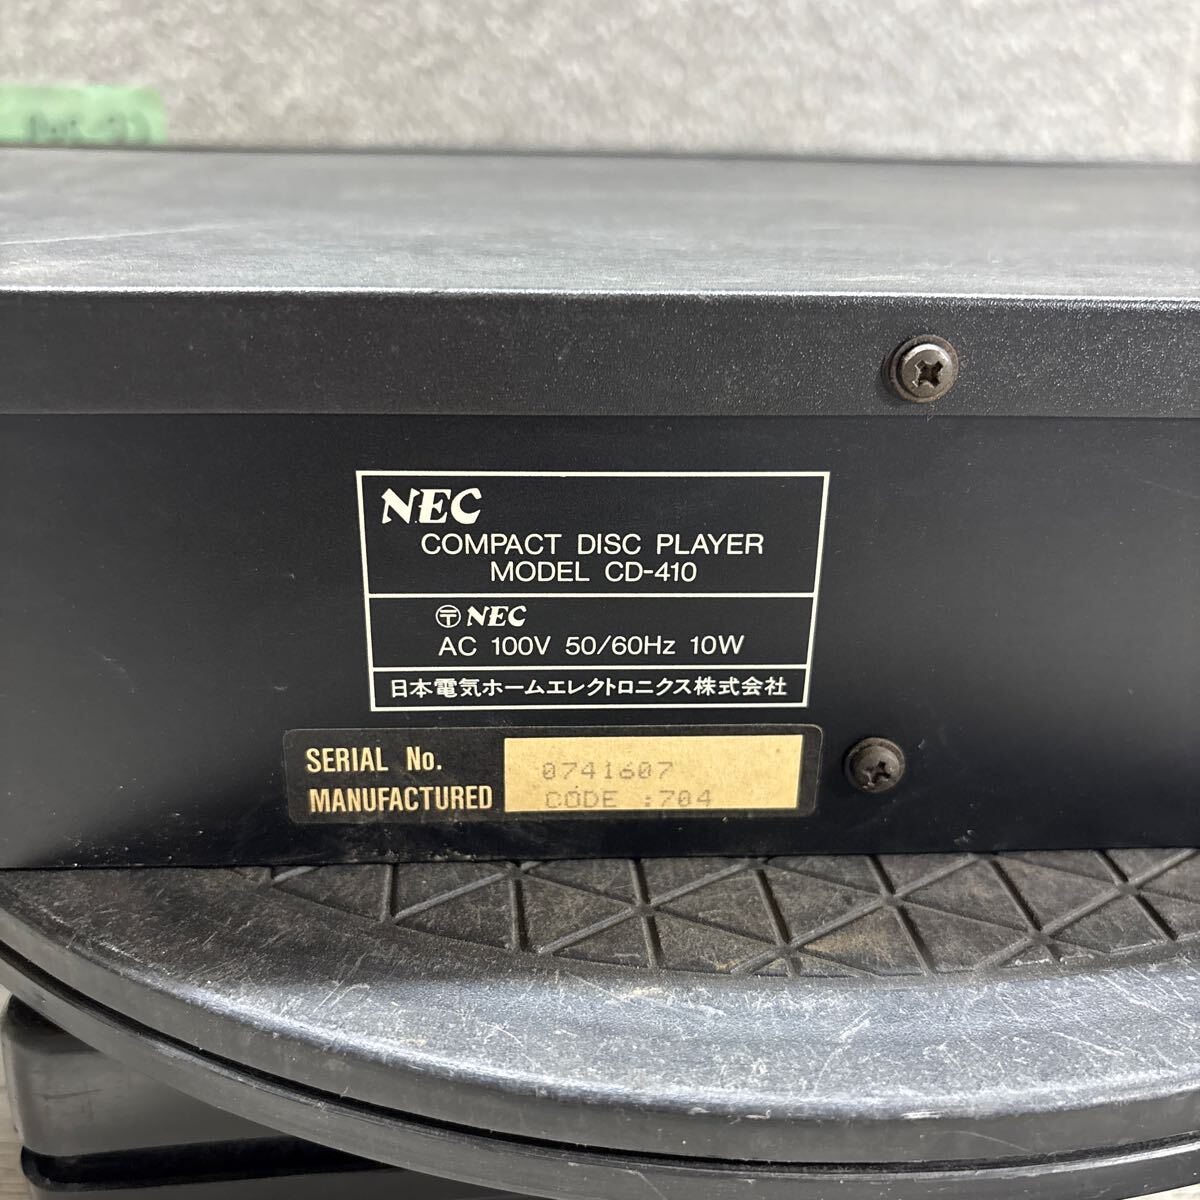 NEC
COMPACT DISC PLAYER
MODEL CD-410
〶 NEC
AC 100V 50/60Hz 10W
日本電気ホームエレクトロニクス株式会社
SERIAL No. 0741607
MANUFACTURED CODE :704